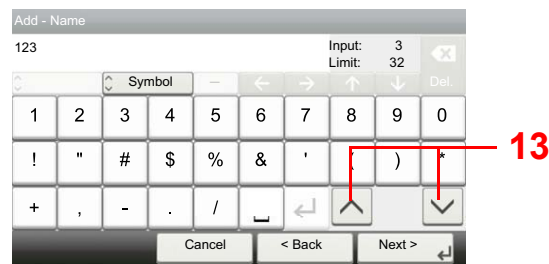 Add - Name
123
Input: 3
Limit: 32
Symbol
Del.
1 2 3 4 5 6 7 8 9 0
! " # $ % & ' ( ) *
+ , - . /
Cancel < Back Next >
13